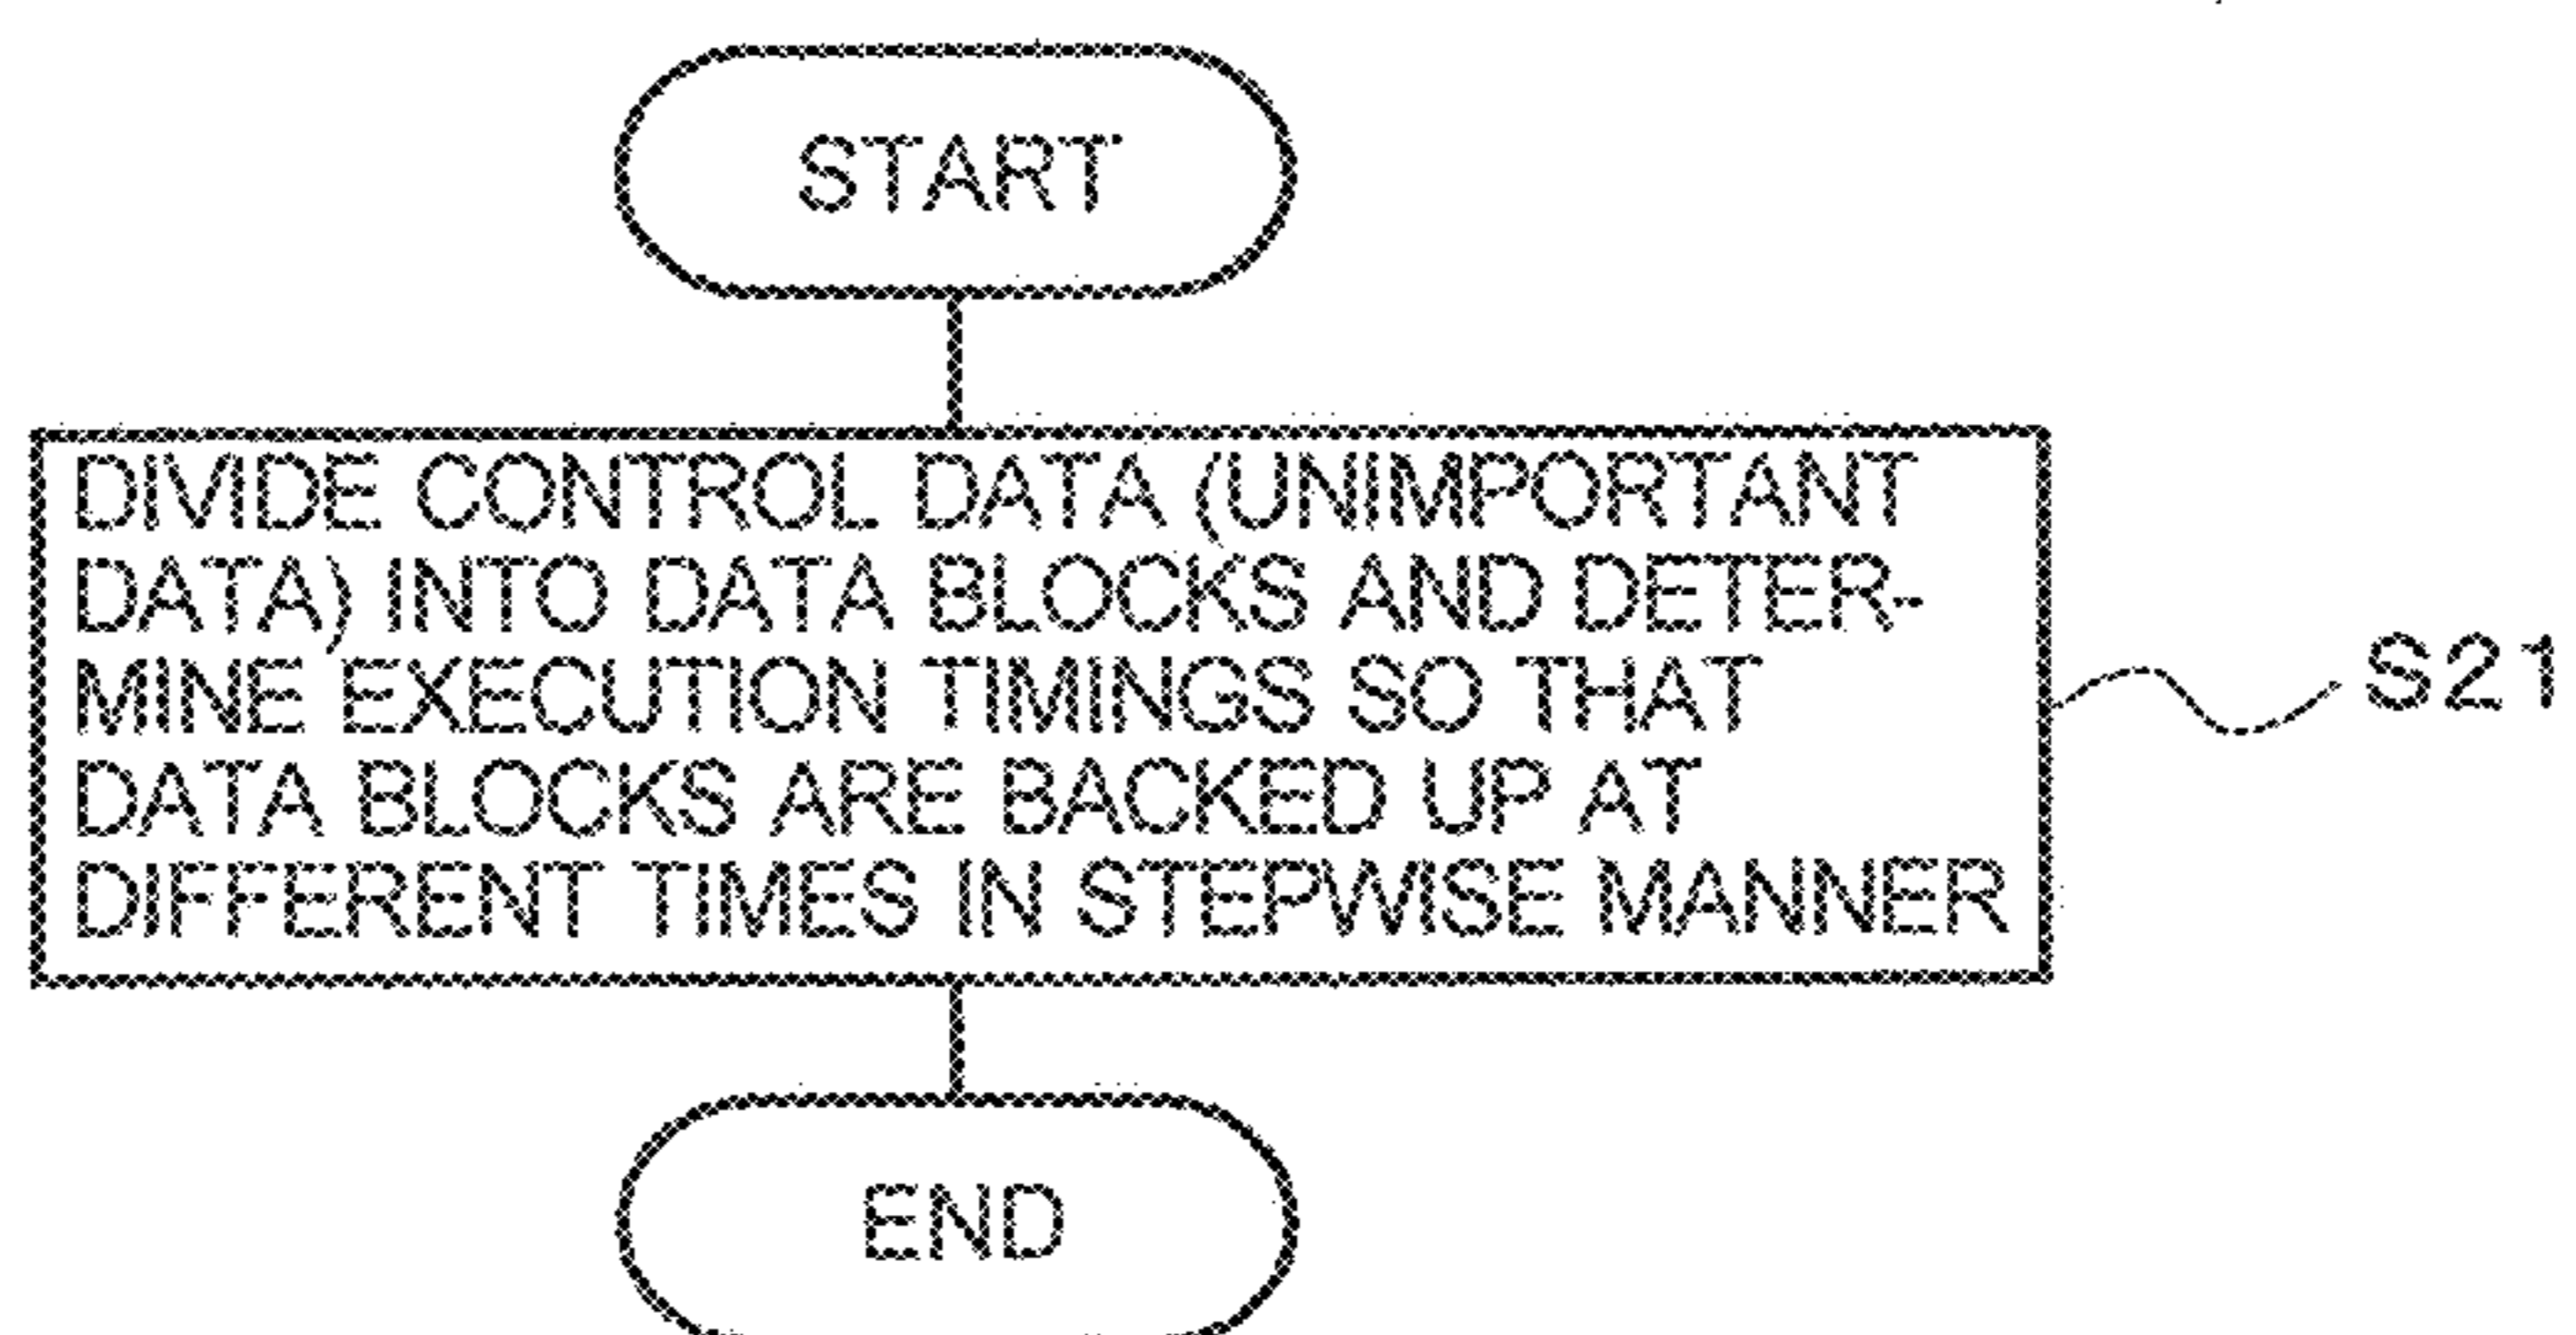 START
DIVIDE CONTROL DATA (UNIMPORTANT
DATA) INTO DATA BLOCKS AND DETER-
MINE EXECUTION TIMINGS SO THAT
DATA BLOCKS ARE BACKED UP AT
DIFFERENT TIMES IN STEPWISE MANNER
S21
END